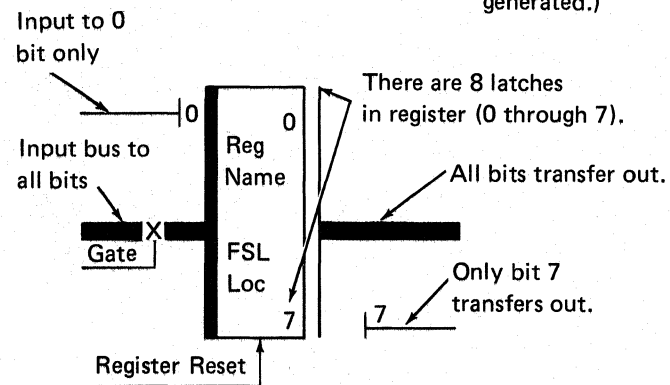 generated.)
Input to 0
bit only
There are 8 latches
in register (0 through 7).
0
0
Reg
Name
Input bus to
all bits
All bits transfer out.
X
Gate
FSL
Loc
Only bit 7
transfers out.
7
7
Register Reset